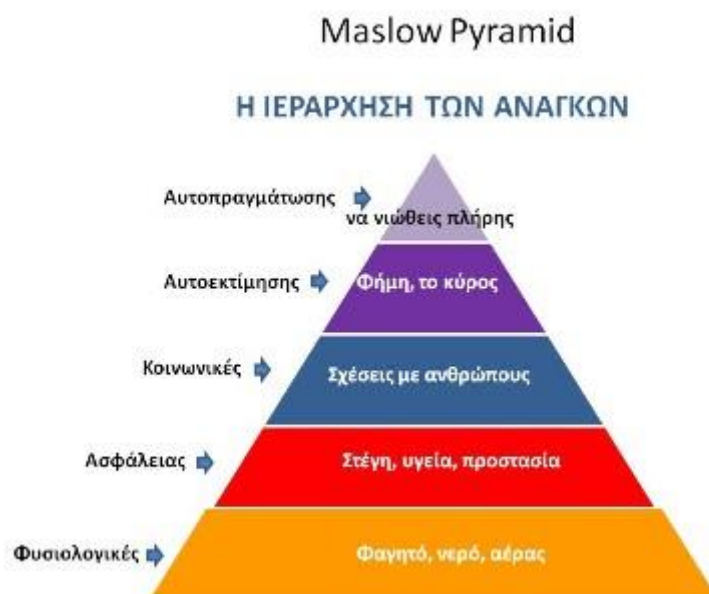 Maslow Pyramid
Η ΙΕΡΑΡΧΗΣΗ ΤΩΝ ΑΝΑΓΚΩΝ
Αυτοπραγμάτωσης
να νιώθεις πλήρης
Αυτοεκτίμησης
Φήμη, το κύρος
Κοινωνικές
Σχέσεις με ανθρώπους
Ασφάλειας
Στέγη, υγεία, προστασία
Φυσιολογικές
Φαγητό, νερό, αέρας